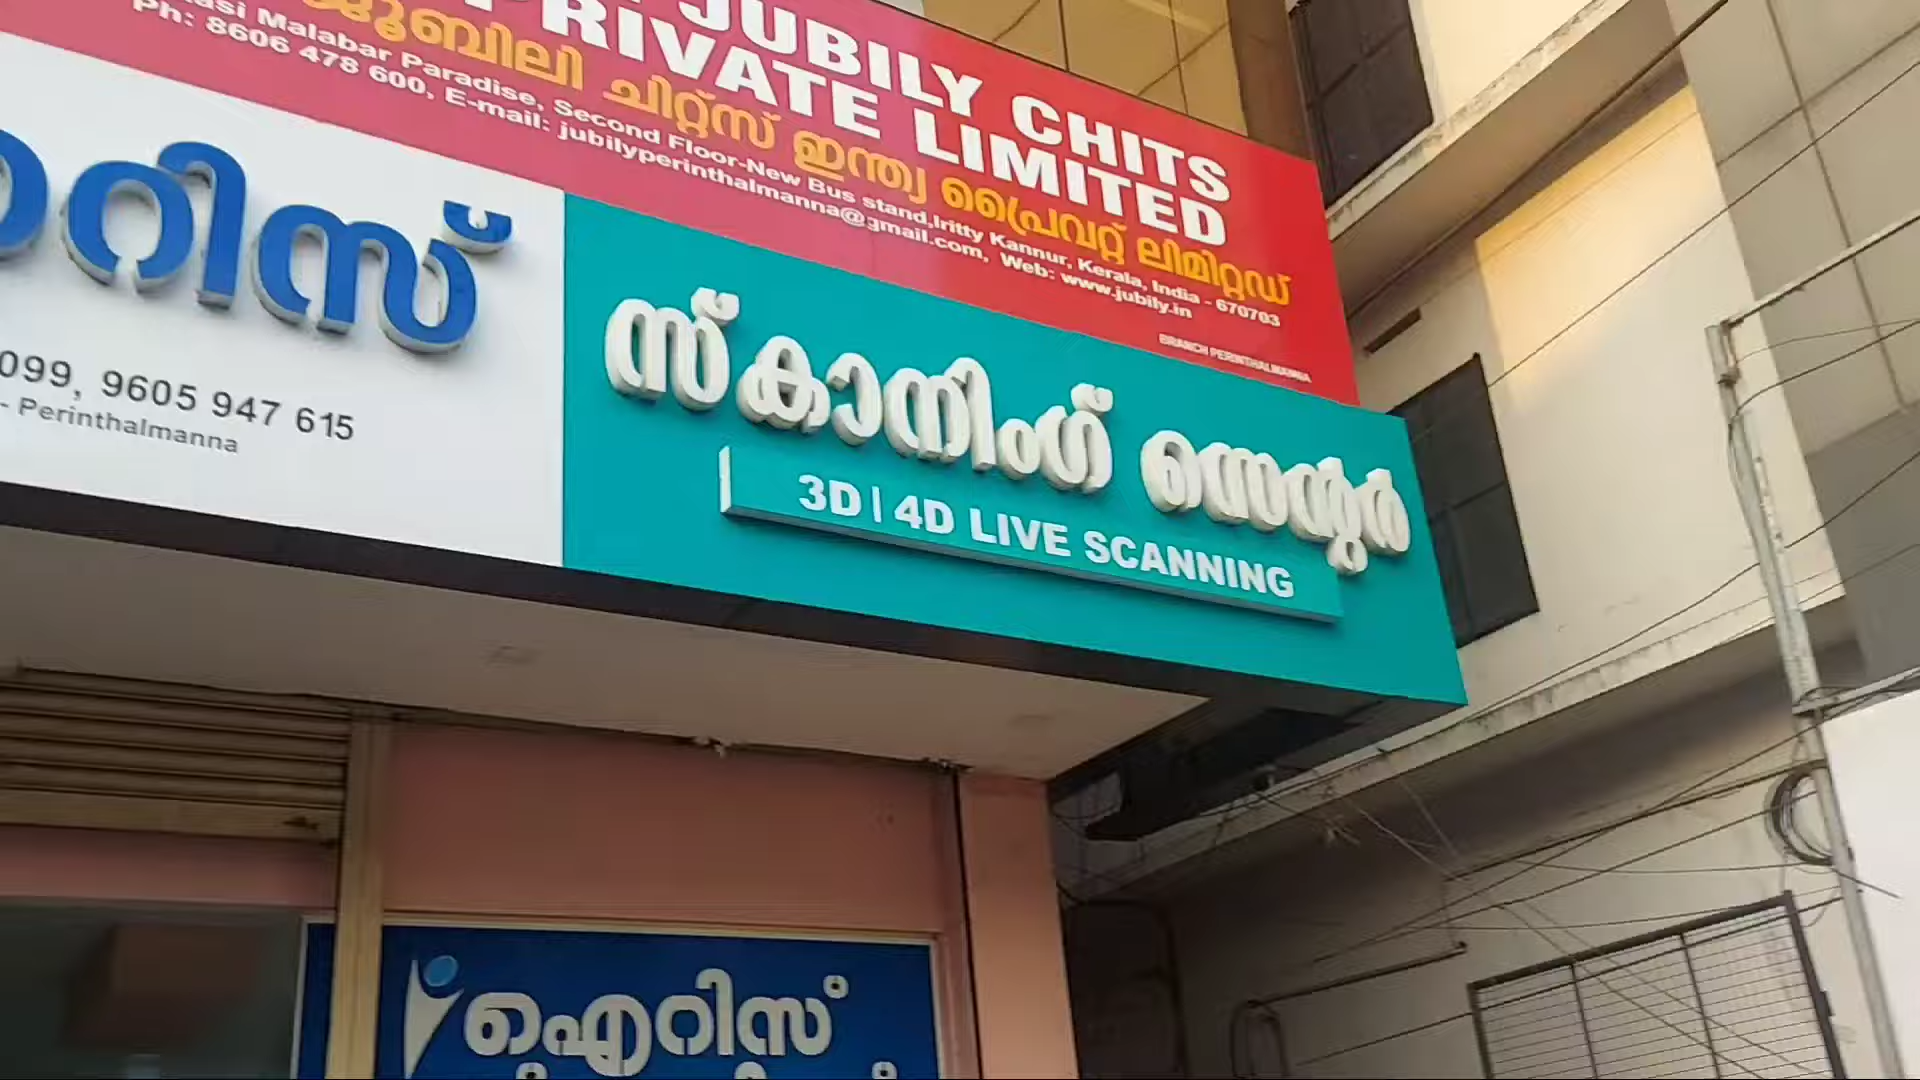 JUBILY CHITS
PRIVATE LIMITED
ജൂബിലി ചിറ്റ്സ് ഇന്ത്യ പ്രൈവറ്റ് ലിമിറ്റഡ്
Malabar Paradise, Second Floor-New Bus stand,Iritty Kannur, Kerala, India - 670703
Ph: 8606 478 600, E-mail: jubilyperinthalmanna@gmail.com, Web: www.jubily.in
BRANCH PERINTHALMANNA
റിസ്
099, 9605 947 615
- Perinthalmanna
സ്കാനിംഗ് സെന്റർ
3D | 4D LIVE SCANNING
ഐറിസ്